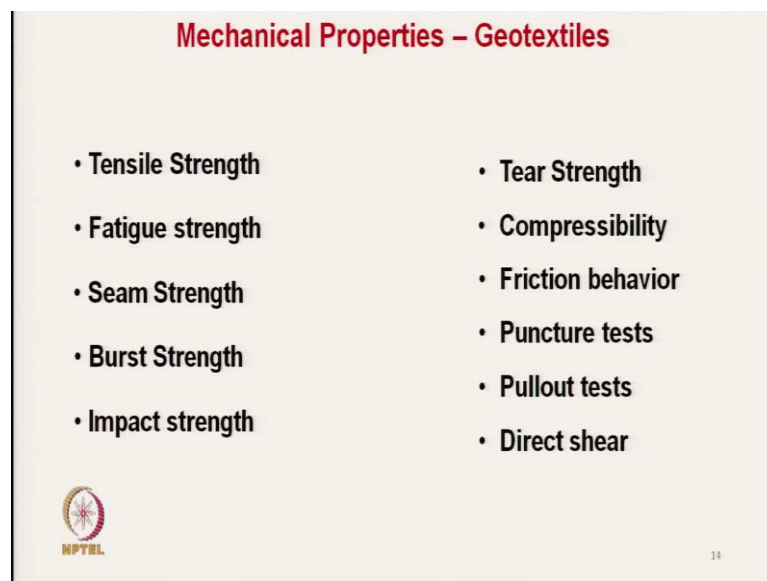 Mechanical Properties – Geotextiles
• Tensile Strength
• Fatigue strength
• Seam Strength
• Burst Strength
• Impact strength
• Tear Strength
• Compressibility
• Friction behavior
• Puncture tests
• Pullout tests
• Direct shear
NPTEL
14